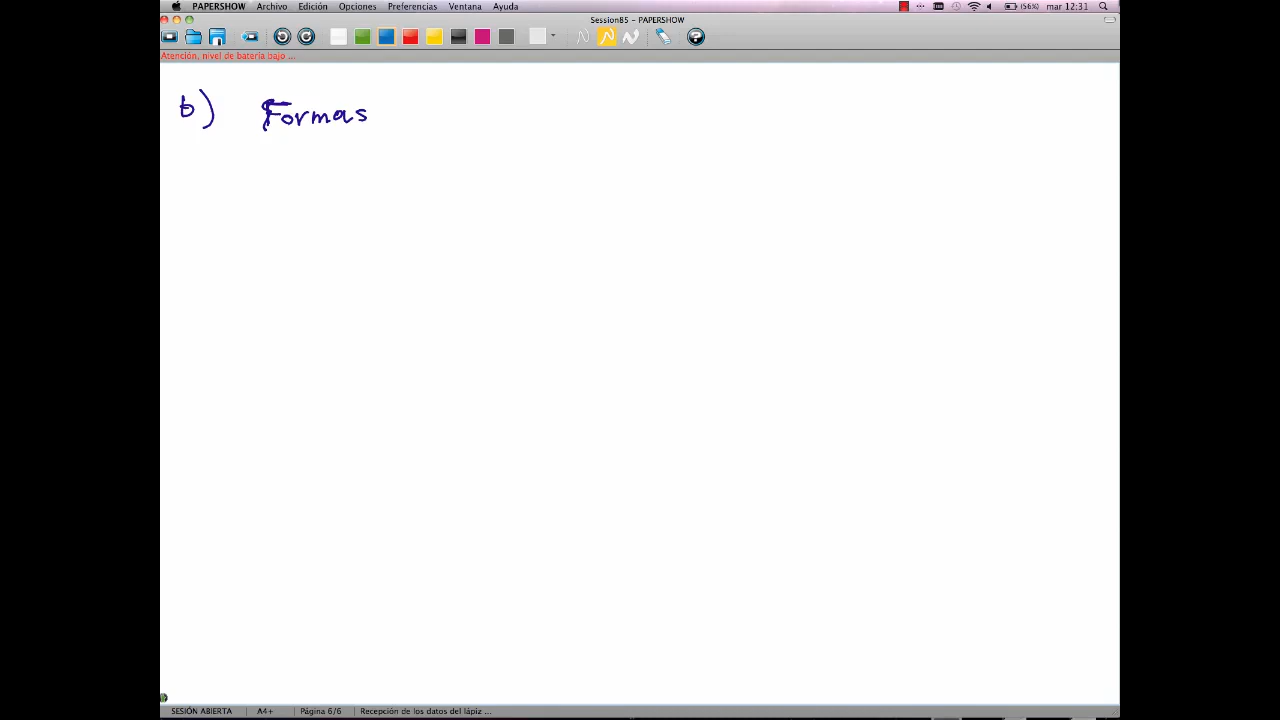 PAPERSHOW Archivo Edición Opciones Preferencias Ventana Ayuda (56%) mar 12:31
Session85 - PAPERSHOW
Atención, nivel de batería bajo ...
b) Formas
SESIÓN ABIERTA A4+ Página 6/6 Recepción de los datos del lápiz ...